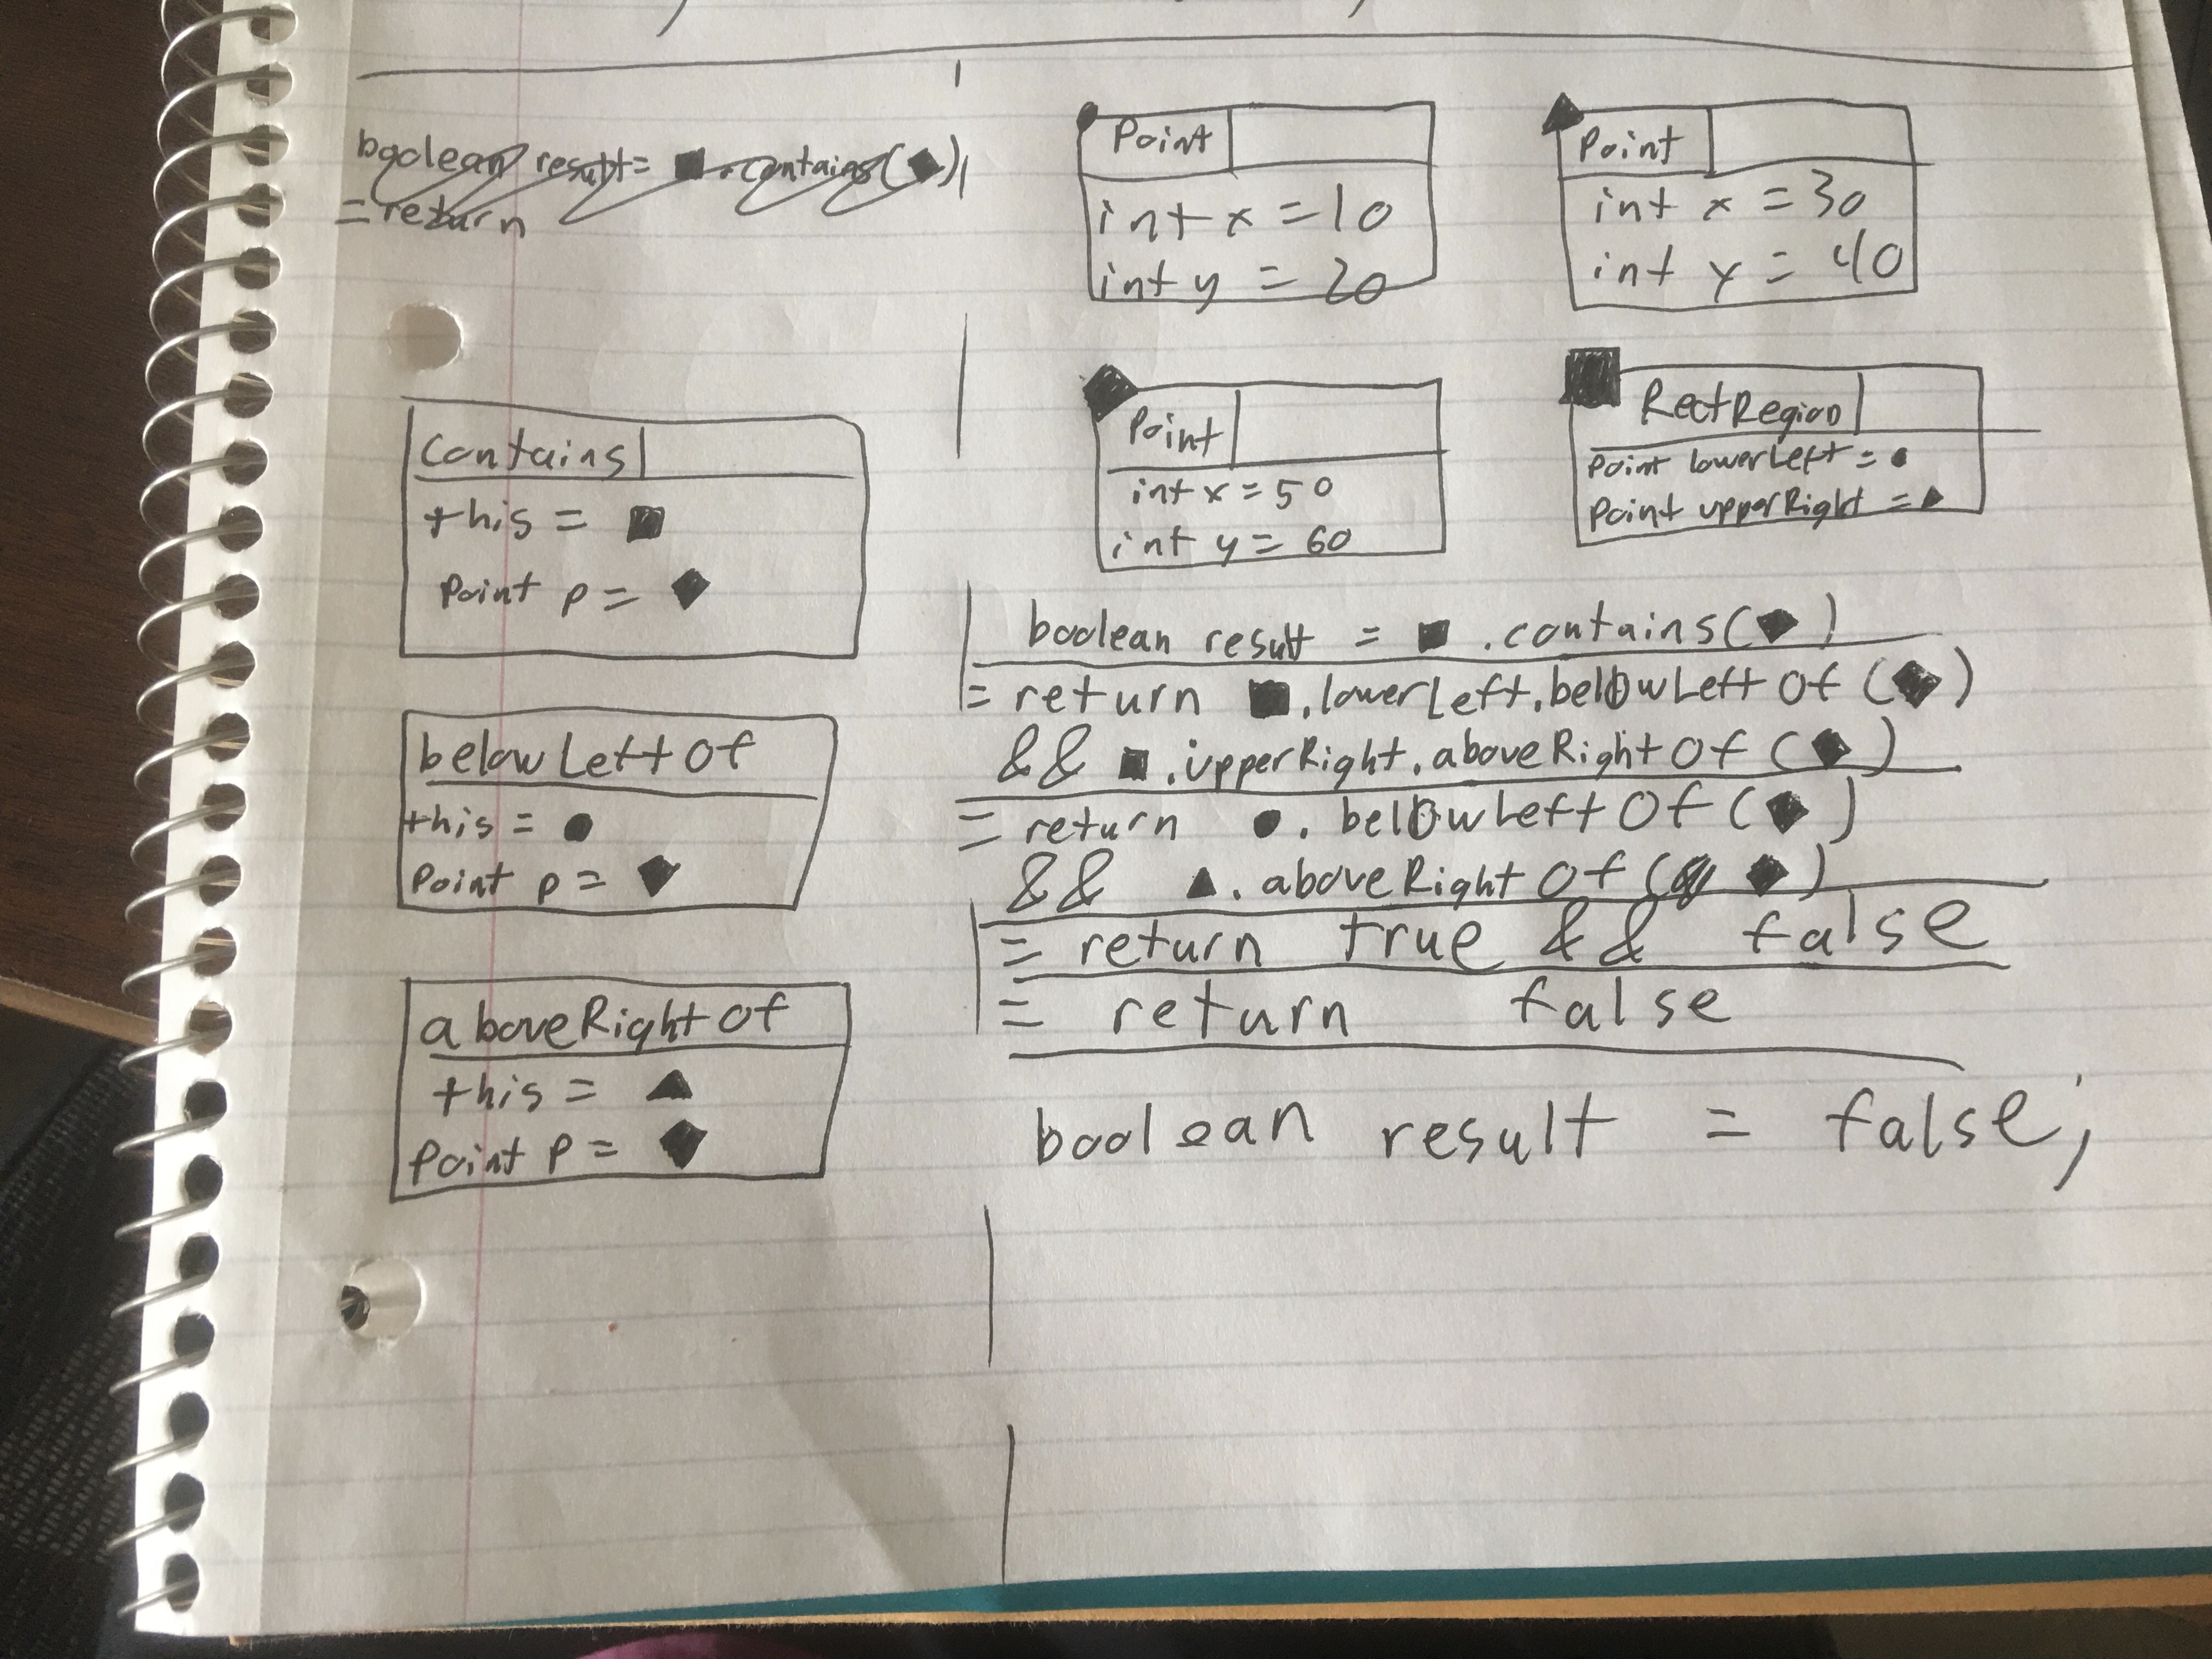 boolean result = ■.contains(◆)
= return
Contains
this = ■
Point p = ◆
belowLeftOf
this = ●
Point p = ◆
aboveRightOf
this = ▲
Point p = ◆
Point
int x = 10
int y = 20
Point
int x = 30
int y = 40
Point
int x = 50
int y = 60
RectRegion
Point lowerLeft = ●
Point upperRight = ▲
boolean result = ■.contains(◆)
= return ■.lowerLeft.belowLeftOf(◆)
&& ■.upperRight.aboveRightOf(◆)
= return ●.belowLeftOf(◆)
&& ▲.aboveRightOf(◆)
= return true && false
= return false
boolean result = false;